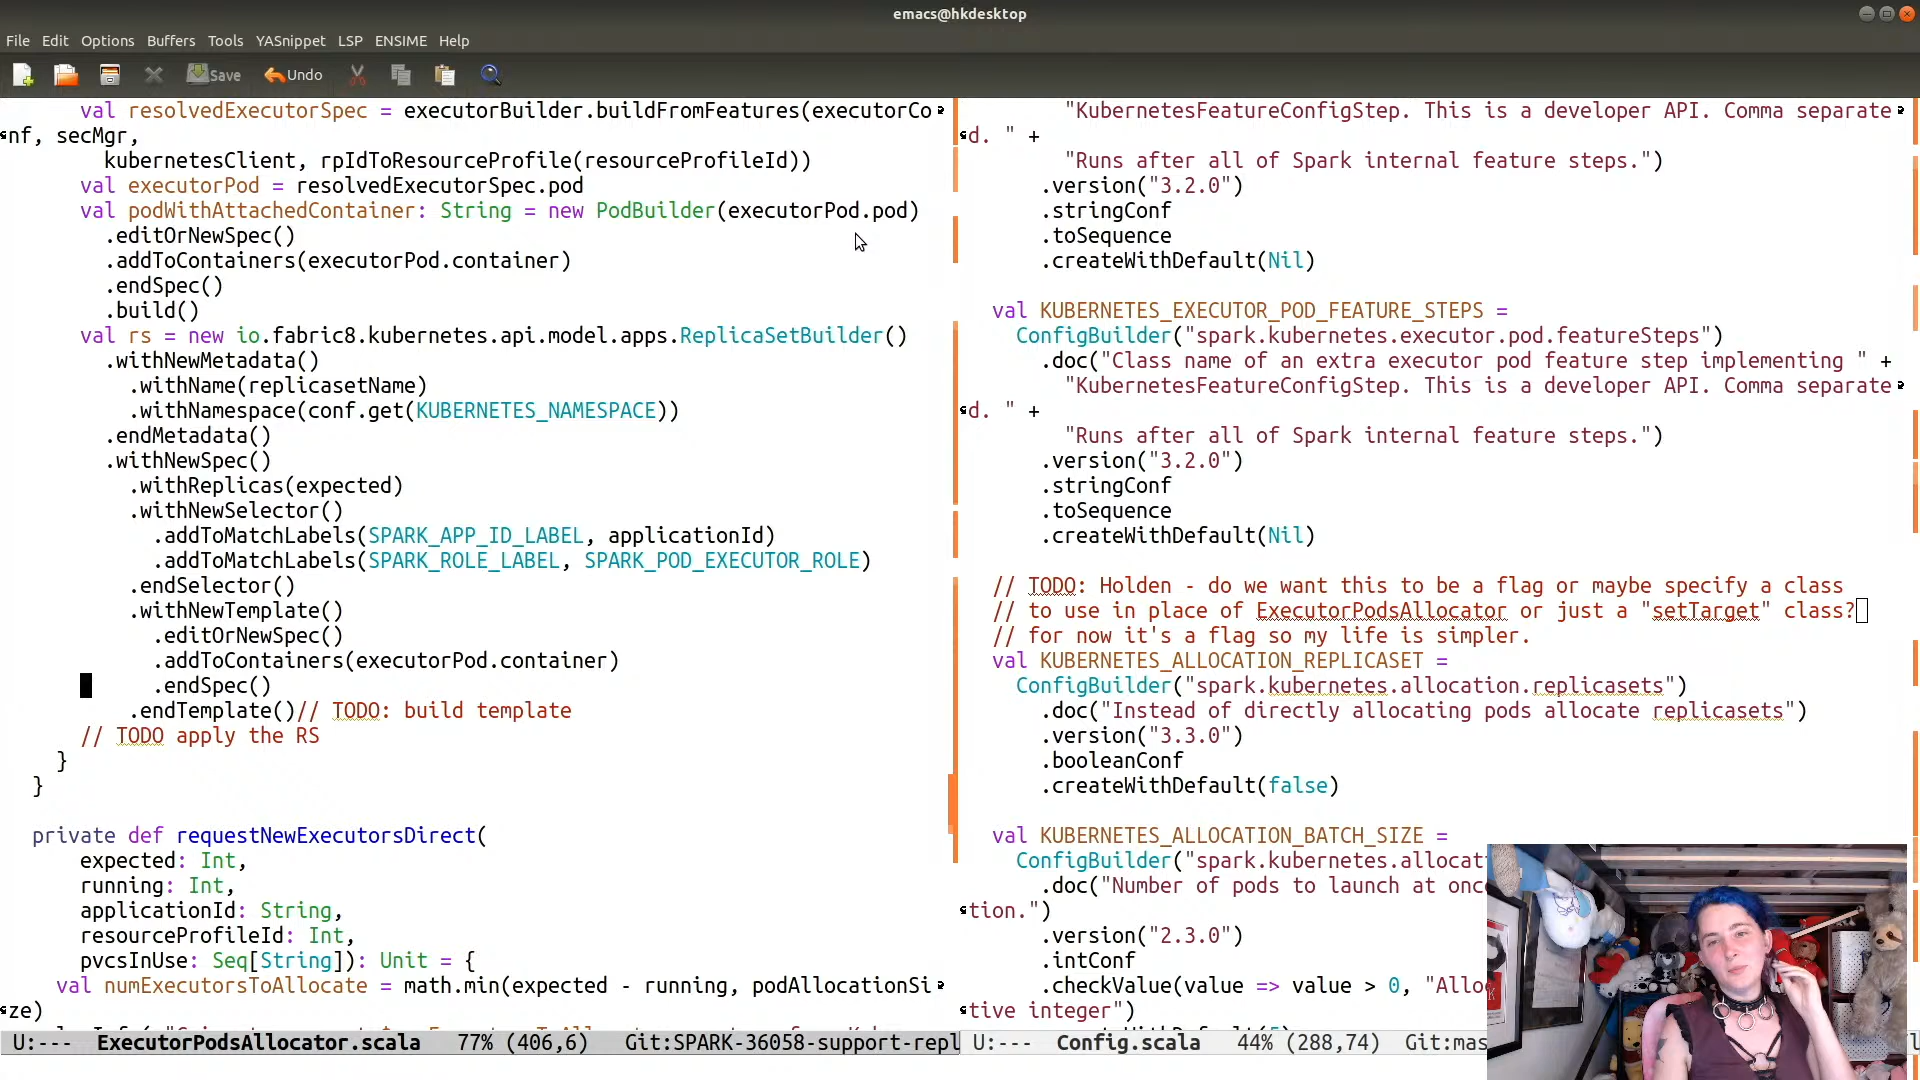 emacs@hkdesktop
File Edit Options Buffers Tools YASnippet LSP ENSIME Help
Save Undo
val resolvedExecutorSpec = executorBuilder.buildFromFeatures(executorCo
nf, secMgr,
kubernetesClient, rpIdToResourceProfile(resourceProfileId))
val executorPod = resolvedExecutorSpec.pod
val podWithAttachedContainer: String = new PodBuilder(executorPod.pod)
.editOrNewSpec()
.addToContainers(executorPod.container)
.endSpec()
.build()
val rs = new io.fabric8.kubernetes.api.model.apps.ReplicaSetBuilder()
.withNewMetadata()
.withName(replicasetName)
.withNamespace(conf.get(KUBERNETES_NAMESPACE))
.endMetadata()
.withNewSpec()
.withReplicas(expected)
.withNewSelector()
.addToMatchLabels(SPARK_APP_ID_LABEL, applicationId)
.addToMatchLabels(SPARK_ROLE_LABEL, SPARK_POD_EXECUTOR_ROLE)
.endSelector()
.withNewTemplate()
.editOrNewSpec()
.addToContainers(executorPod.container)
.endSpec()
.endTemplate()// TODO: build template
// TODO apply the RS
}
}
private def requestNewExecutorsDirect(
expected: Int,
running: Int,
applicationId: String,
resourceProfileId: Int,
pvcsInUse: Seq[String]): Unit = {
val numExecutorsToAllocate = math.min(expected - running, podAllocationSi
ze)
U:--- ExecutorPodsAllocator.scala 77% (406,6) Git:SPARK-36058-support-repl
"KubernetesFeatureConfigStep. This is a developer API. Comma separate
d. " +
"Runs after all of Spark internal feature steps.")
.version("3.2.0")
.stringConf
.toSequence
.createWithDefault(Nil)
val KUBERNETES_EXECUTOR_POD_FEATURE_STEPS =
ConfigBuilder("spark.kubernetes.executor.pod.featureSteps")
.doc("Class name of an extra executor pod feature step implementing " +
"KubernetesFeatureConfigStep. This is a developer API. Comma separate
d. " +
"Runs after all of Spark internal feature steps.")
.version("3.2.0")
.stringConf
.toSequence
.createWithDefault(Nil)
// TODO: Holden - do we want this to be a flag or maybe specify a class
// to use in place of ExecutorPodsAllocator or just a "setTarget" class?
// for now it's a flag so my life is simpler.
val KUBERNETES_ALLOCATION_REPLICASET =
ConfigBuilder("spark.kubernetes.allocation.replicasets")
.doc("Instead of directly allocating pods allocate replicasets")
.version("3.3.0")
.booleanConf
.createWithDefault(false)
val KUBERNETES_ALLOCATION_BATCH_SIZE =
ConfigBuilder("spark.kubernetes.allocat
.doc("Number of pods to launch at onc
tion.")
.version("2.3.0")
.intConf
.checkValue(value => value > 0, "Allo
tive integer")
U:--- Config.scala 44% (288,74) Git:mas